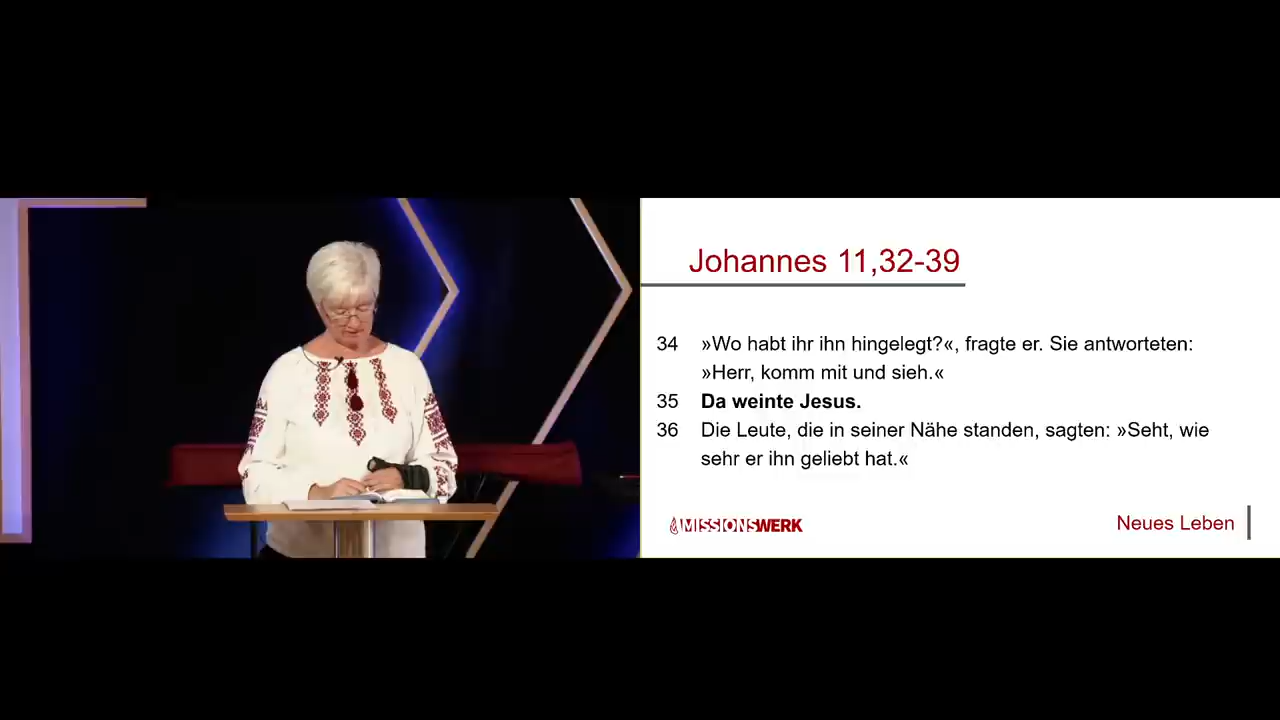 Johannes 11,32-39
34 »Wo habt ihr ihn hingelegt?«, fragte er. Sie antworteten:
»Herr, komm mit und sieh.«
35 Da weinte Jesus.
36 Die Leute, die in seiner Nähe standen, sagten: »Seht, wie
sehr er ihn geliebt hat.«
MISSIONSWERK
Neues Leben